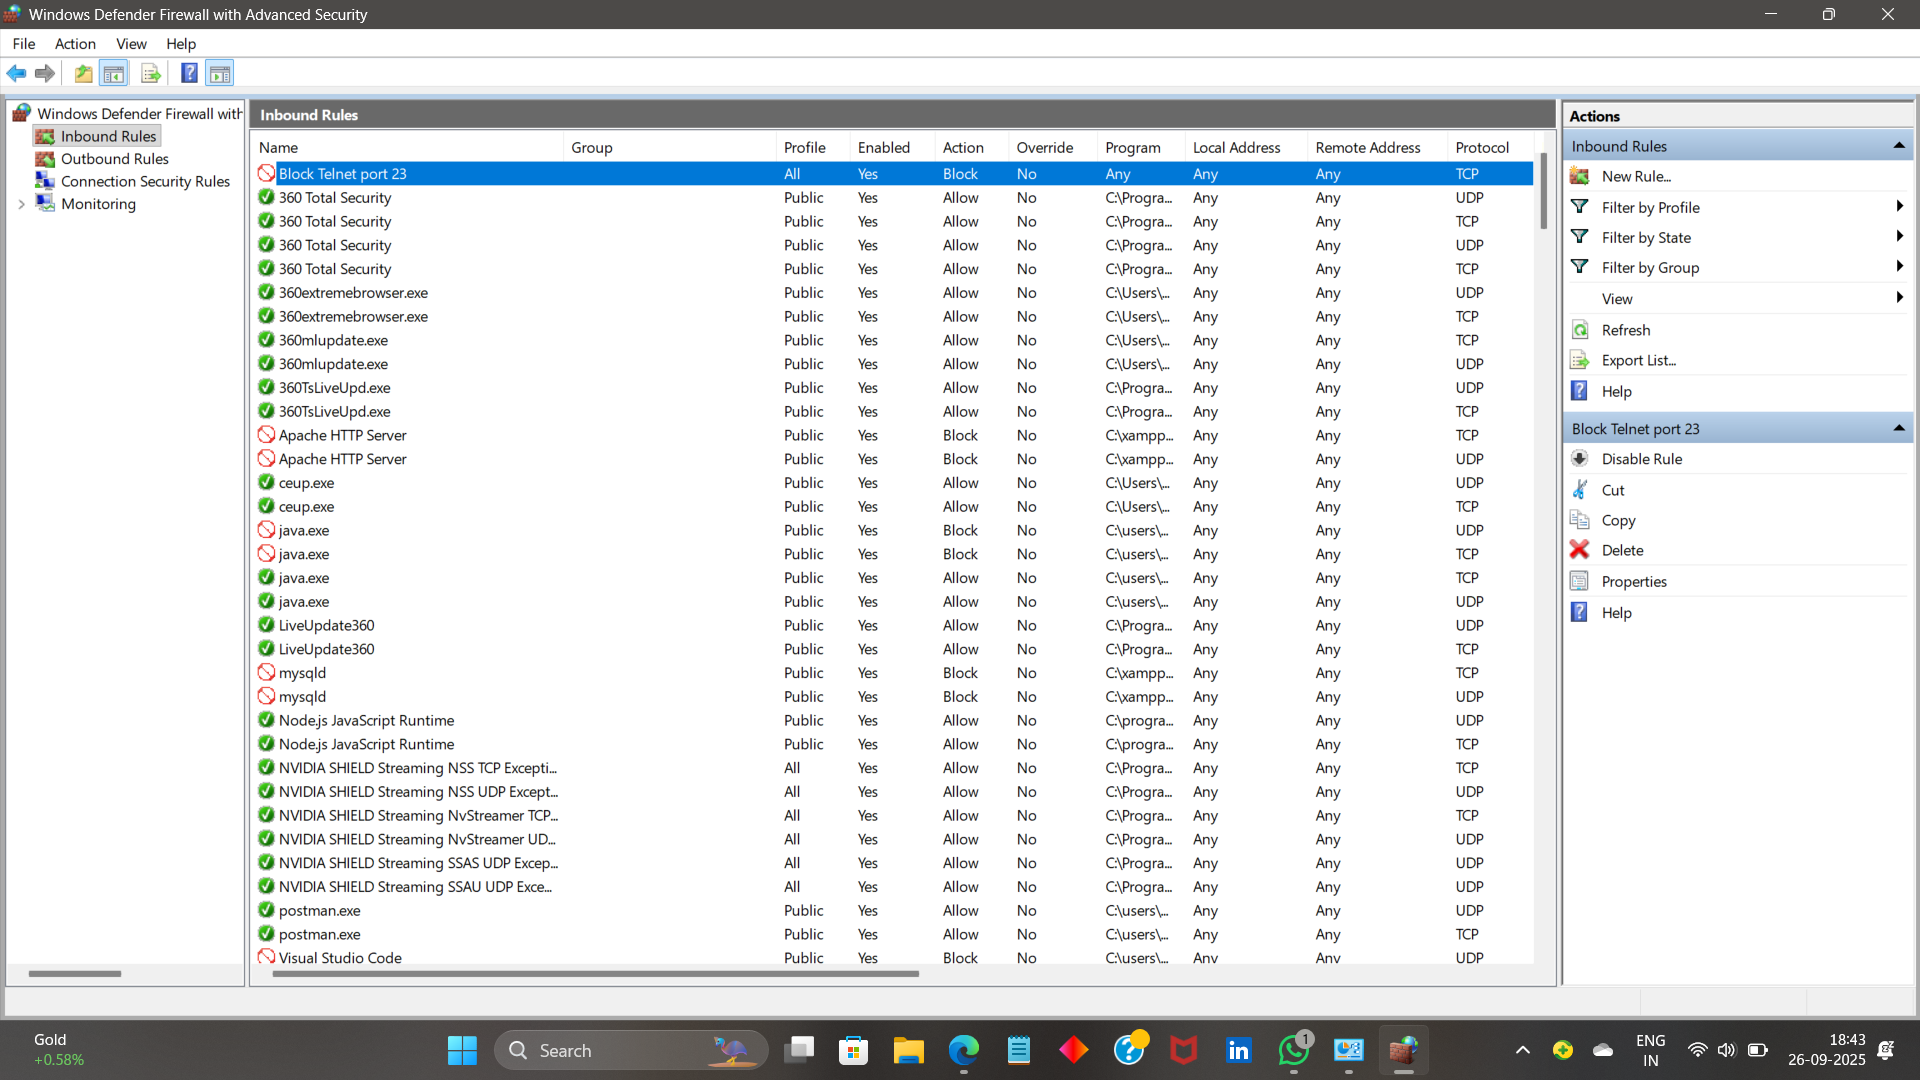 Windows Defender Firewall with Advanced Security
File Action View Help
Windows Defender Firewall with
Inbound Rules
Outbound Rules
Connection Security Rules
Monitoring
Inbound Rules
Name Group Profile Enabled Action Override Program Local Address Remote Address Protocol
Block Telnet port 23 All Yes Block No Any Any Any TCP
360 Total Security Public Yes Allow No C:\Progra... Any Any UDP
360 Total Security Public Yes Allow No C:\Progra... Any Any TCP
360 Total Security Public Yes Allow No C:\Progra... Any Any UDP
360 Total Security Public Yes Allow No C:\Progra... Any Any TCP
360extremebrowser.exe Public Yes Allow No C:\Users\... Any Any UDP
360extremebrowser.exe Public Yes Allow No C:\Users\... Any Any TCP
360mlupdate.exe Public Yes Allow No C:\Users\... Any Any TCP
360mlupdate.exe Public Yes Allow No C:\Users\... Any Any UDP
360TsLiveUpd.exe Public Yes Allow No C:\Progra... Any Any UDP
360TsLiveUpd.exe Public Yes Allow No C:\Progra... Any Any TCP
Apache HTTP Server Public Yes Block No C:\xampp... Any Any TCP
Apache HTTP Server Public Yes Block No C:\xampp... Any Any UDP
ceup.exe Public Yes Allow No C:\Users\... Any Any UDP
ceup.exe Public Yes Allow No C:\Users\... Any Any TCP
java.exe Public Yes Block No C:\users\... Any Any UDP
java.exe Public Yes Block No C:\users\... Any Any TCP
java.exe Public Yes Allow No C:\users\... Any Any TCP
java.exe Public Yes Allow No C:\users\... Any Any UDP
LiveUpdate360 Public Yes Allow No C:\Progra... Any Any UDP
LiveUpdate360 Public Yes Allow No C:\Progra... Any Any TCP
mysqld Public Yes Block No C:\xampp... Any Any TCP
mysqld Public Yes Block No C:\xampp... Any Any UDP
Node.js JavaScript Runtime Public Yes Allow No C:\progra... Any Any UDP
Node.js JavaScript Runtime Public Yes Allow No C:\progra... Any Any TCP
NVIDIA SHIELD Streaming NSS TCP Excepti... All Yes Allow No C:\Progra... Any Any TCP
NVIDIA SHIELD Streaming NSS UDP Except... All Yes Allow No C:\Progra... Any Any UDP
NVIDIA SHIELD Streaming NvStreamer TCP... All Yes Allow No C:\Progra... Any Any TCP
NVIDIA SHIELD Streaming NvStreamer UD... All Yes Allow No C:\Progra... Any Any UDP
NVIDIA SHIELD Streaming SSAS UDP Excep... All Yes Allow No C:\Progra... Any Any UDP
NVIDIA SHIELD Streaming SSAU UDP Exce... All Yes Allow No C:\Progra... Any Any UDP
postman.exe Public Yes Allow No C:\users\... Any Any UDP
postman.exe Public Yes Allow No C:\users\... Any Any TCP
Visual Studio Code Public Yes Block No C:\users\... Any Any UDP
Actions
Inbound Rules
New Rule...
Filter by Profile
Filter by State
Filter by Group
View
Refresh
Export List...
Help
Block Telnet port 23
Disable Rule
Cut
Copy
Delete
Properties
Help
Gold
+0.58%
Search
1
ENG
IN
18:43
26-09-2025